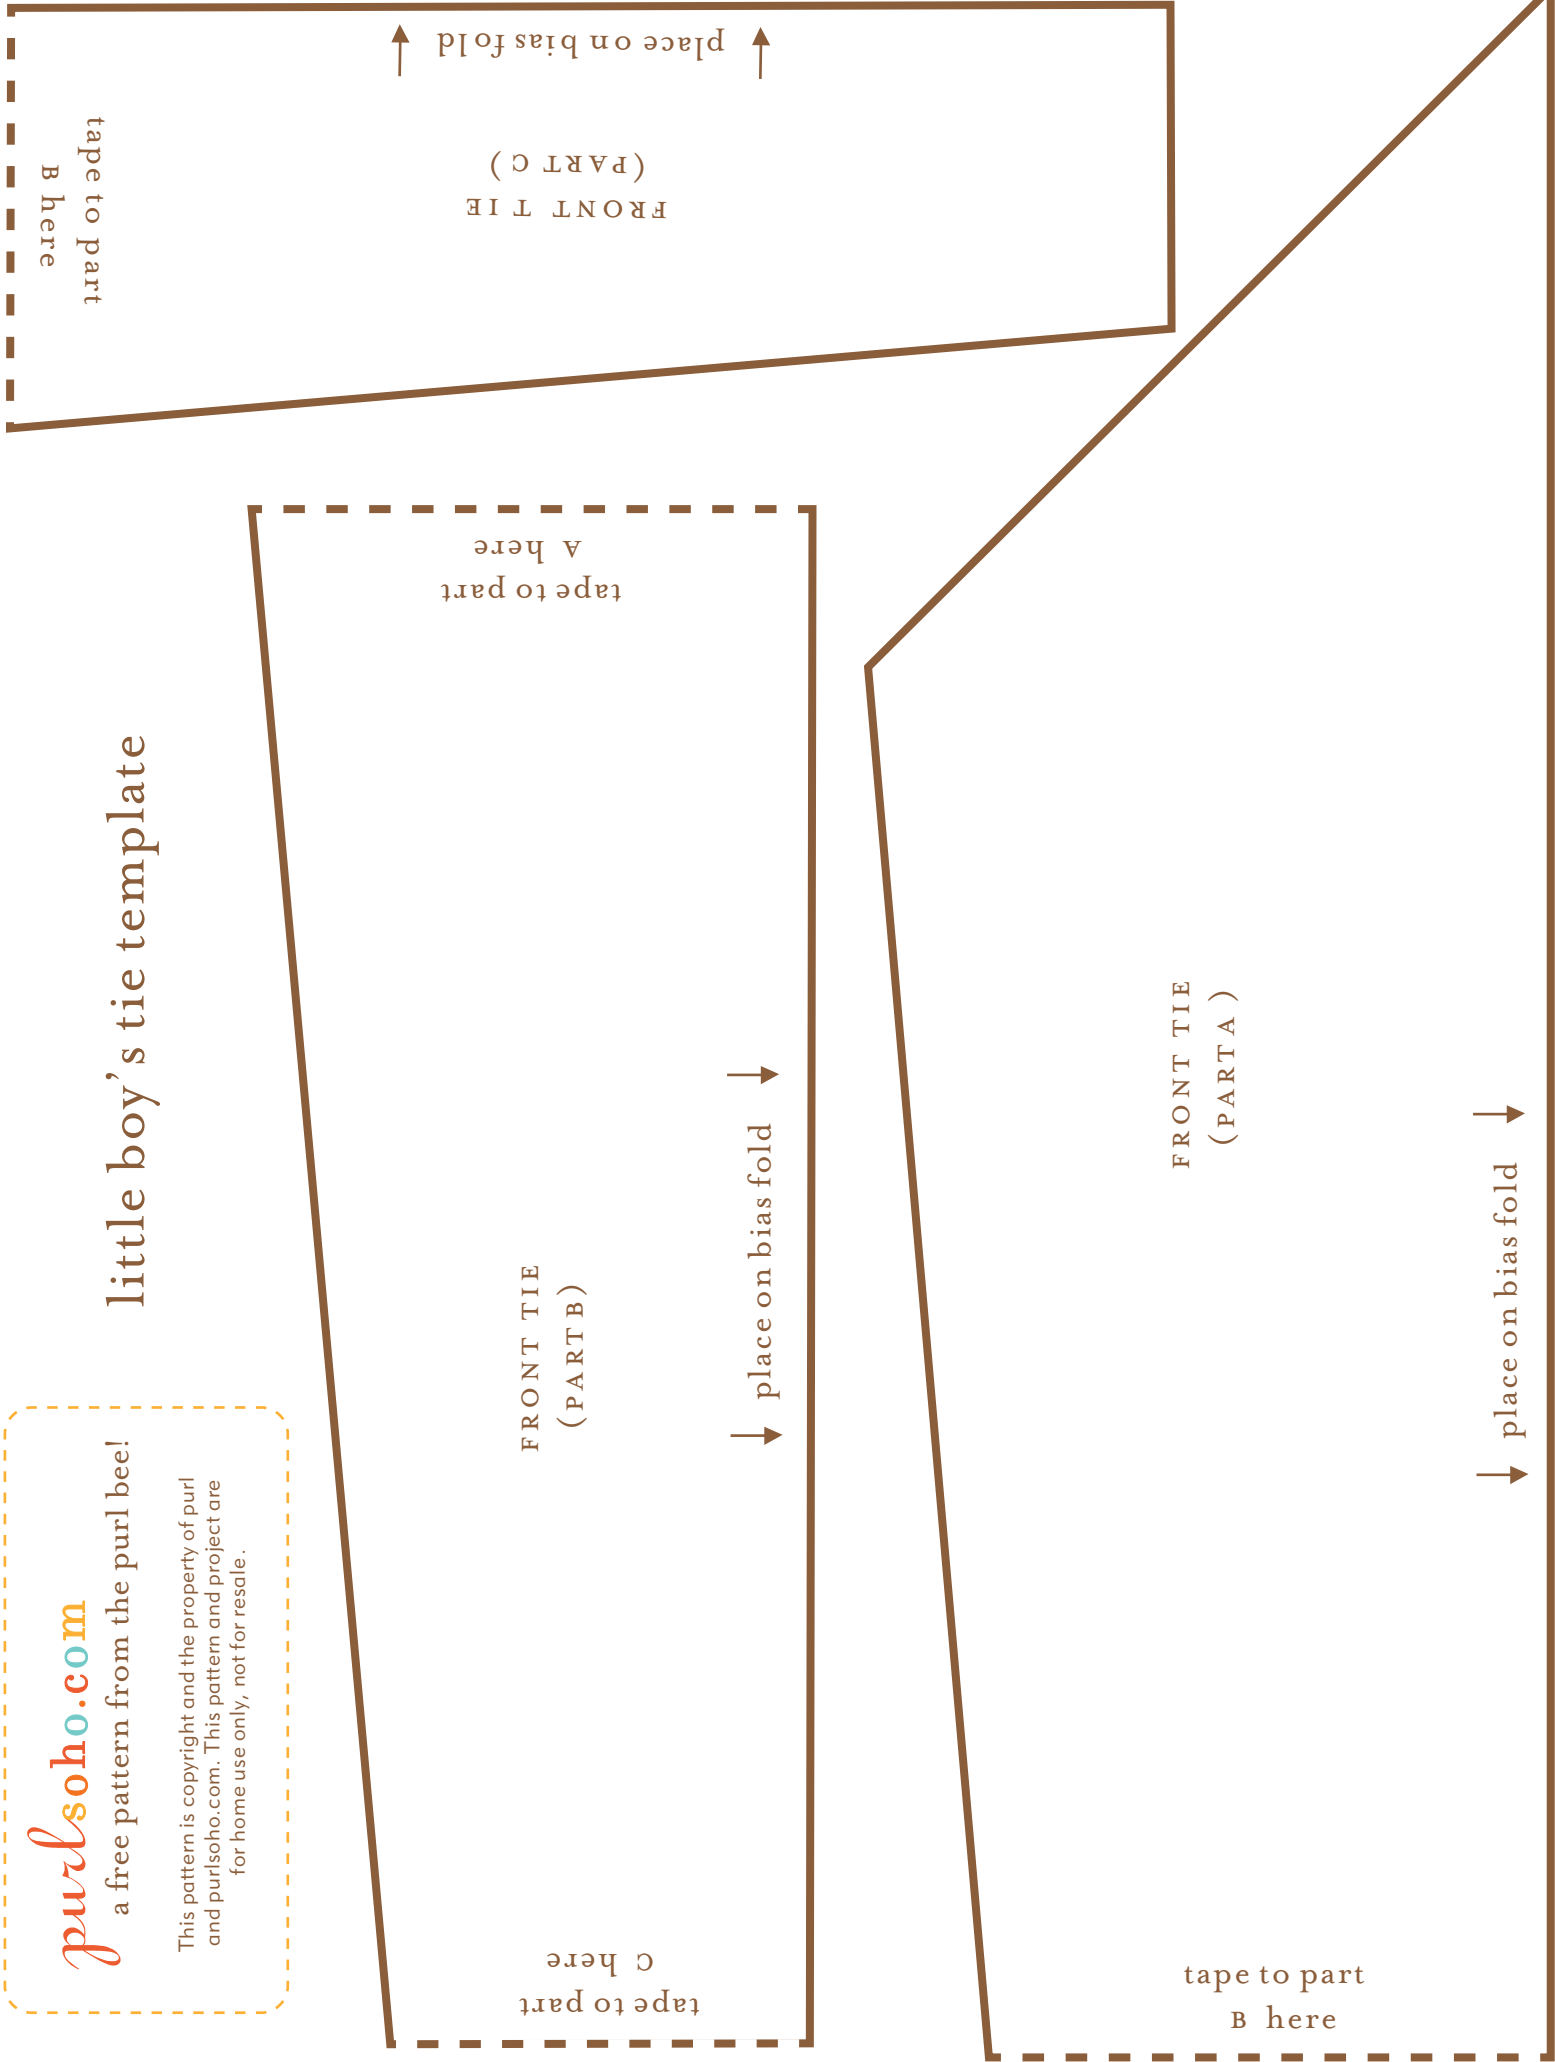 place on bias fold
FRONT TIE
(PART C)
tape to part
B here
tape to part
A here
little boy's tie template
FRONT TIE
(PART B)
place on bias fold
tape to part
C here
FRONT TIE
(PART A)
place on bias fold
tape to part
B here
purlsoho.com
a free pattern from the purl bee!
This pattern is copyright and the property of purl
and purlsoho.com. This pattern and project are
for home use only, not for resale.